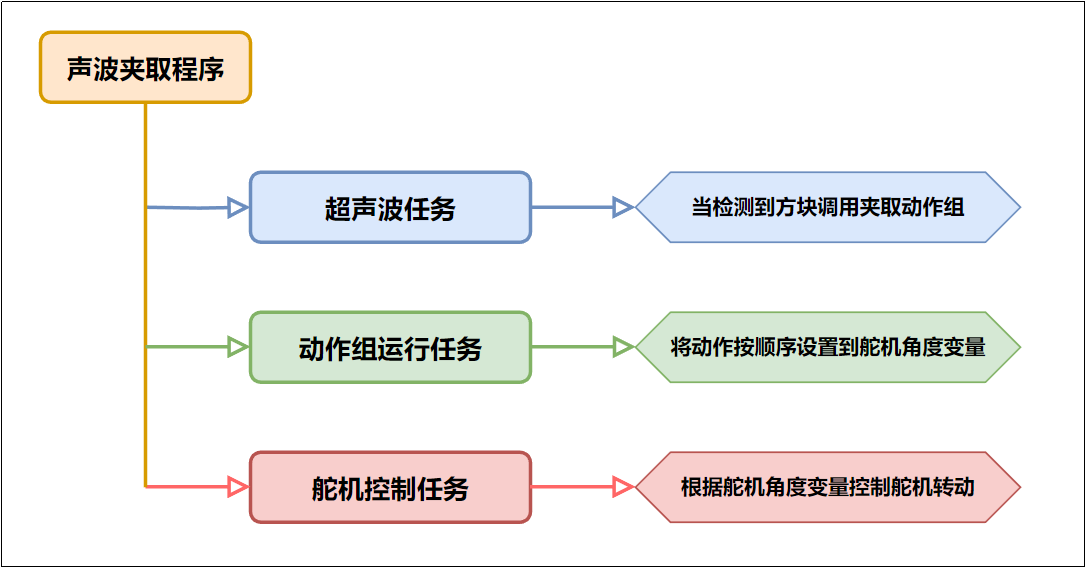 声波夹取程序
超声波任务
当检测到方块调用夹取动作组
动作组运行任务
将动作按顺序设置到舵机角度变量
舵机控制任务
根据舵机角度变量控制舵机转动